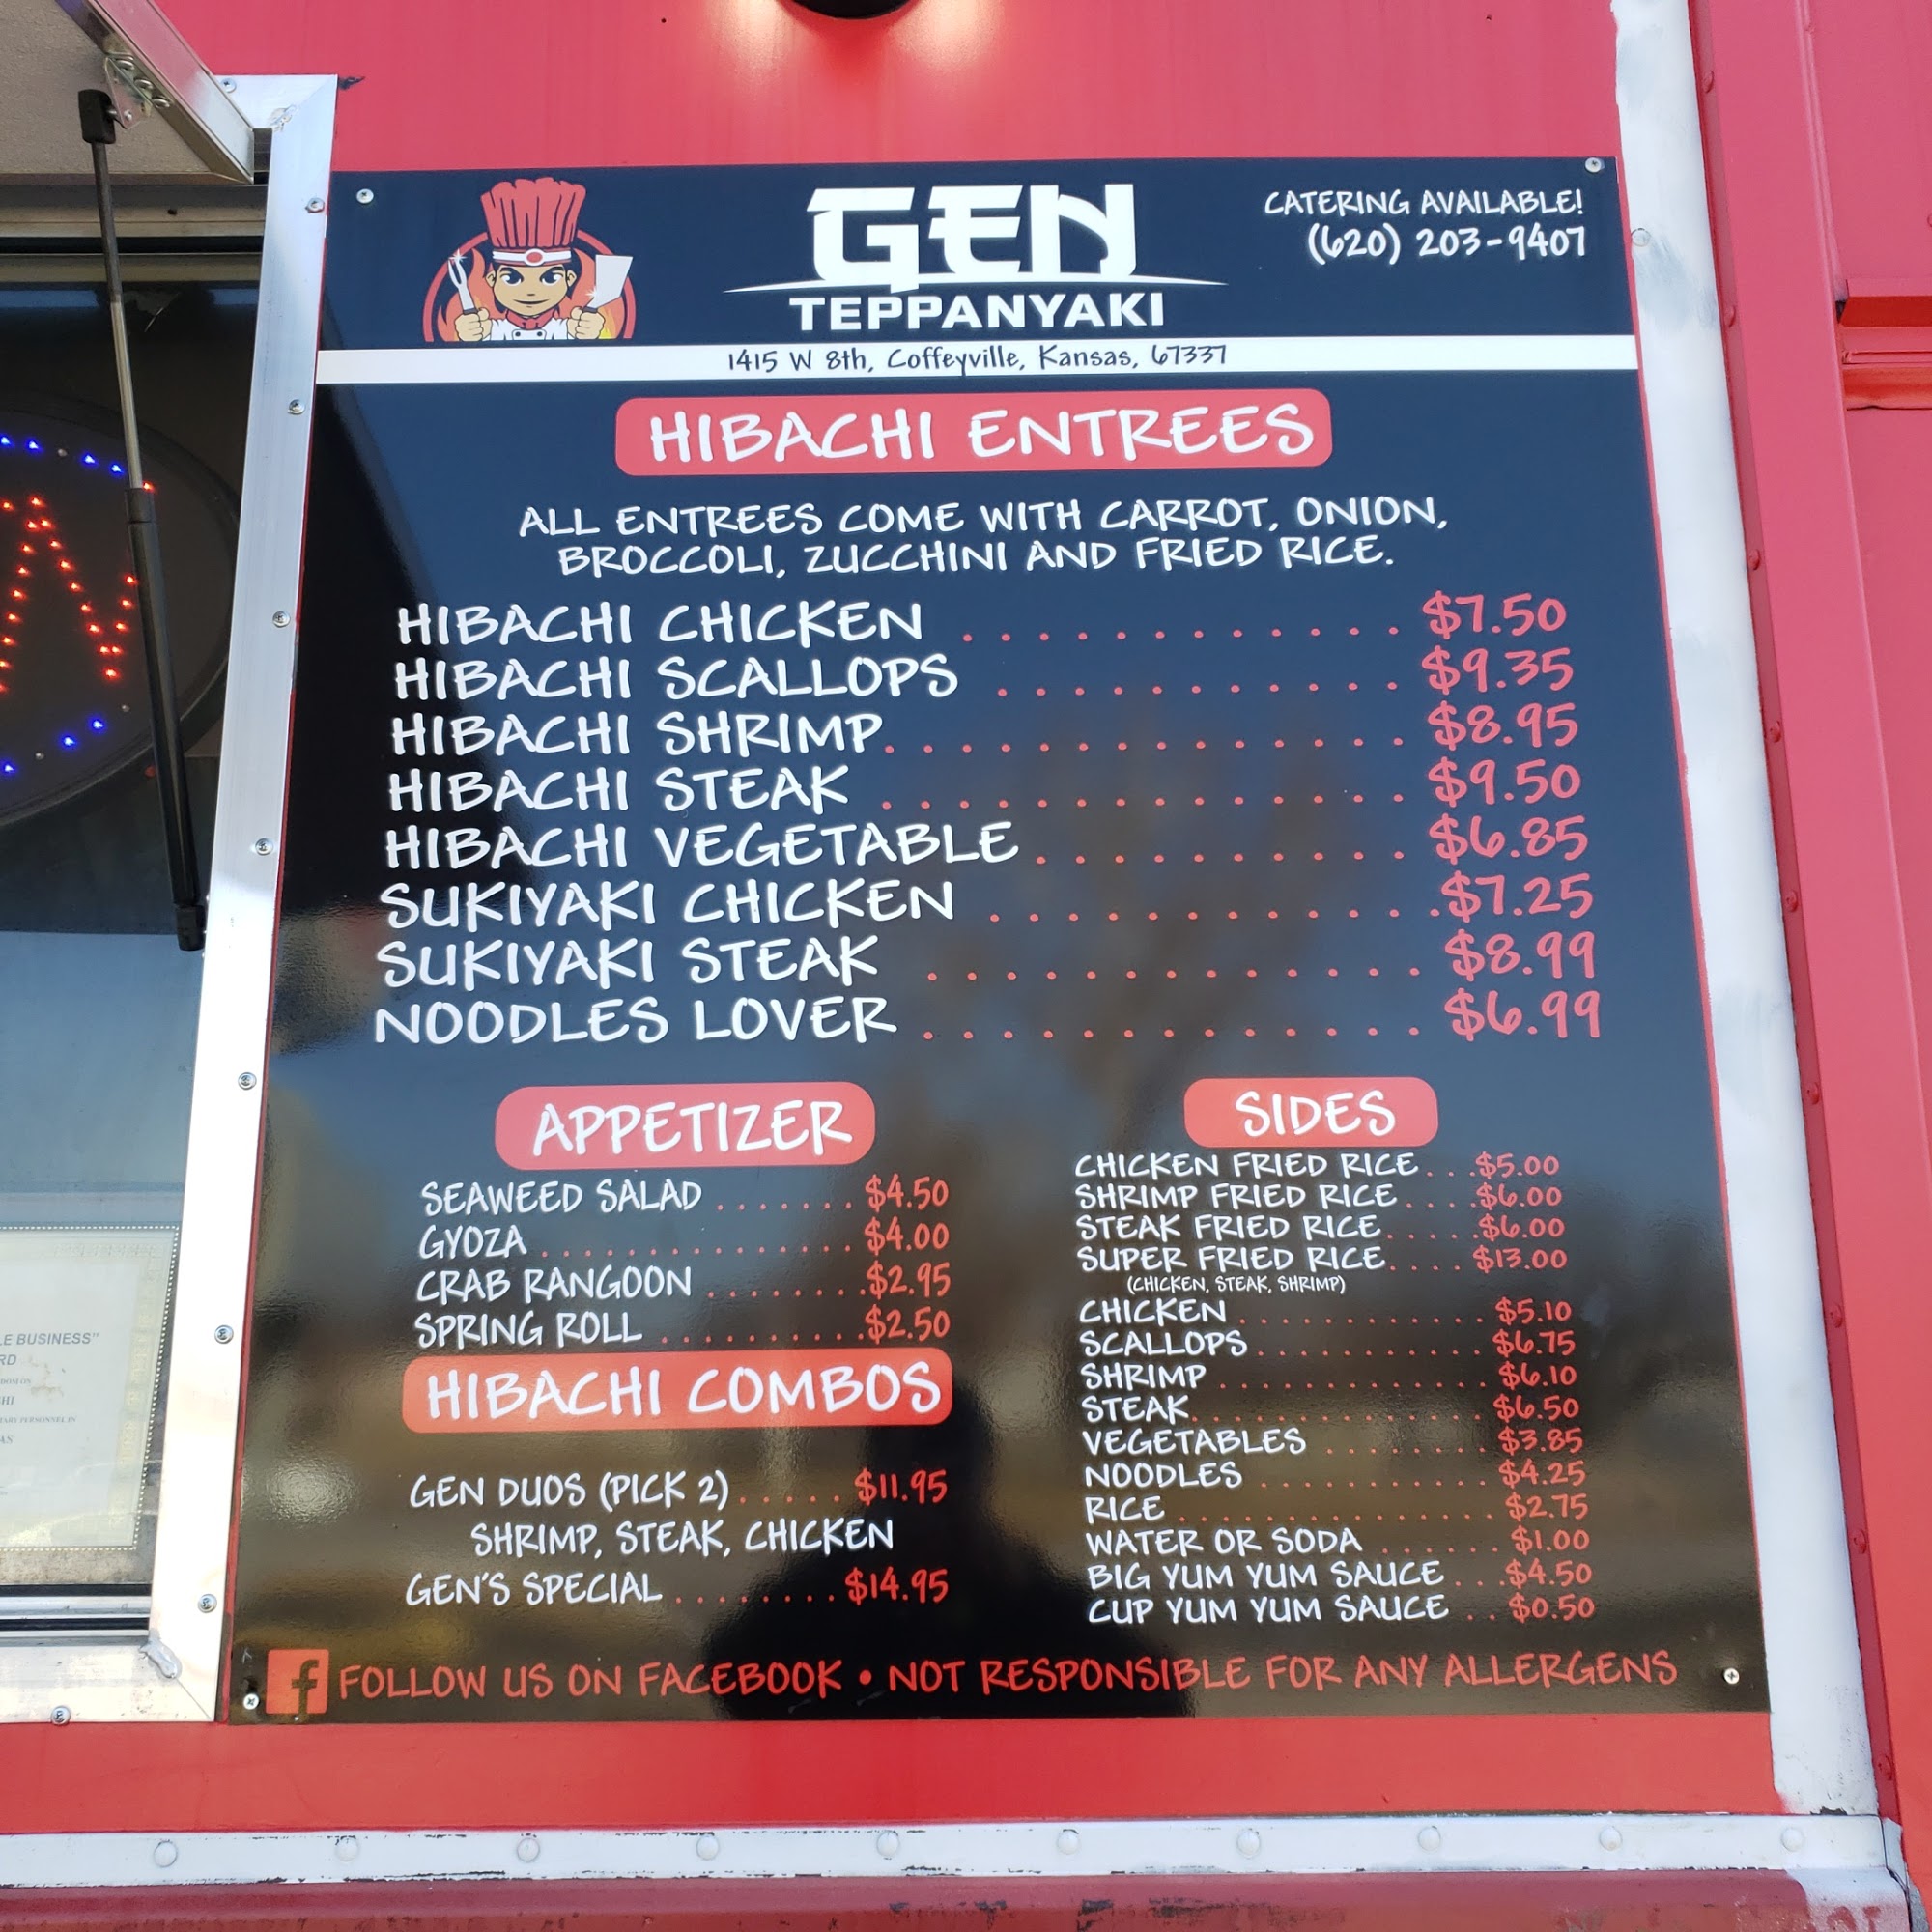 GEN
TEPPANYAKI
CATERING AVAILABLE!
(620) 203-9407
1415 W 8th, Coffeyville, Kansas, 67337
HIBACHI ENTREES
ALL ENTREES COME WITH CARROT, ONION,
BROCCOLI, ZUCCHINI AND FRIED RICE.
HIBACHI CHICKEN . . . . . . . . . . . . $7.50
HIBACHI SCALLOPS . . . . . . . . . . . $9.35
HIBACHI SHRIMP. . . . . . . . . . . . . . $8.95
HIBACHI STEAK . . . . . . . . . . . . . . $9.50
HIBACHI VEGETABLE . . . . . . . . . . $6.85
SUKIYAKI CHICKEN . . . . . . . . . . . .$7.25
SUKIYAKI STEAK . . . . . . . . . . . . . $8.99
NOODLES LOVER . . . . . . . . . . . . . $6.99
APPETIZER
SEAWEED SALAD . . . . . . . $4.50
GYOZA . . . . . . . . . . . . . . $4.00
CRAB RANGOON . . . . . . . .$2.95
SPRING ROLL . . . . . . . . . .$2.50
HIBACHI COMBOS
GEN DUOS (PICK 2) . . . . . $11.95
SHRIMP, STEAK, CHICKEN
GEN'S SPECIAL . . . . . . . . $14.95
SIDES
CHICKEN FRIED RICE . . .$5.00
SHRIMP FRIED RICE . . . .$6.00
STEAK FRIED RICE. . . . .$6.00
SUPER FRIED RICE. . . . $13.00
(CHICKEN, STEAK, SHRIMP)
CHICKEN . . . . . . . . . . . . . $5.10
SCALLOPS . . . . . . . . . . . . $6.75
SHRIMP . . . . . . . . . . . . . . $6.10
STEAK. . . . . . . . . . . . . . . $6.50
VEGETABLES . . . . . . . . . $3.85
NOODLES . . . . . . . . . . . . $4.25
RICE . . . . . . . . . . . . . . . . $2.75
WATER OR SODA . . . . . . . $1.00
BIG YUM YUM SAUCE . . .$4.50
CUP YUM YUM SAUCE . . $0.50
f FOLLOW US ON FACEBOOK • NOT RESPONSIBLE FOR ANY ALLERGENS
LE BUSINESS"